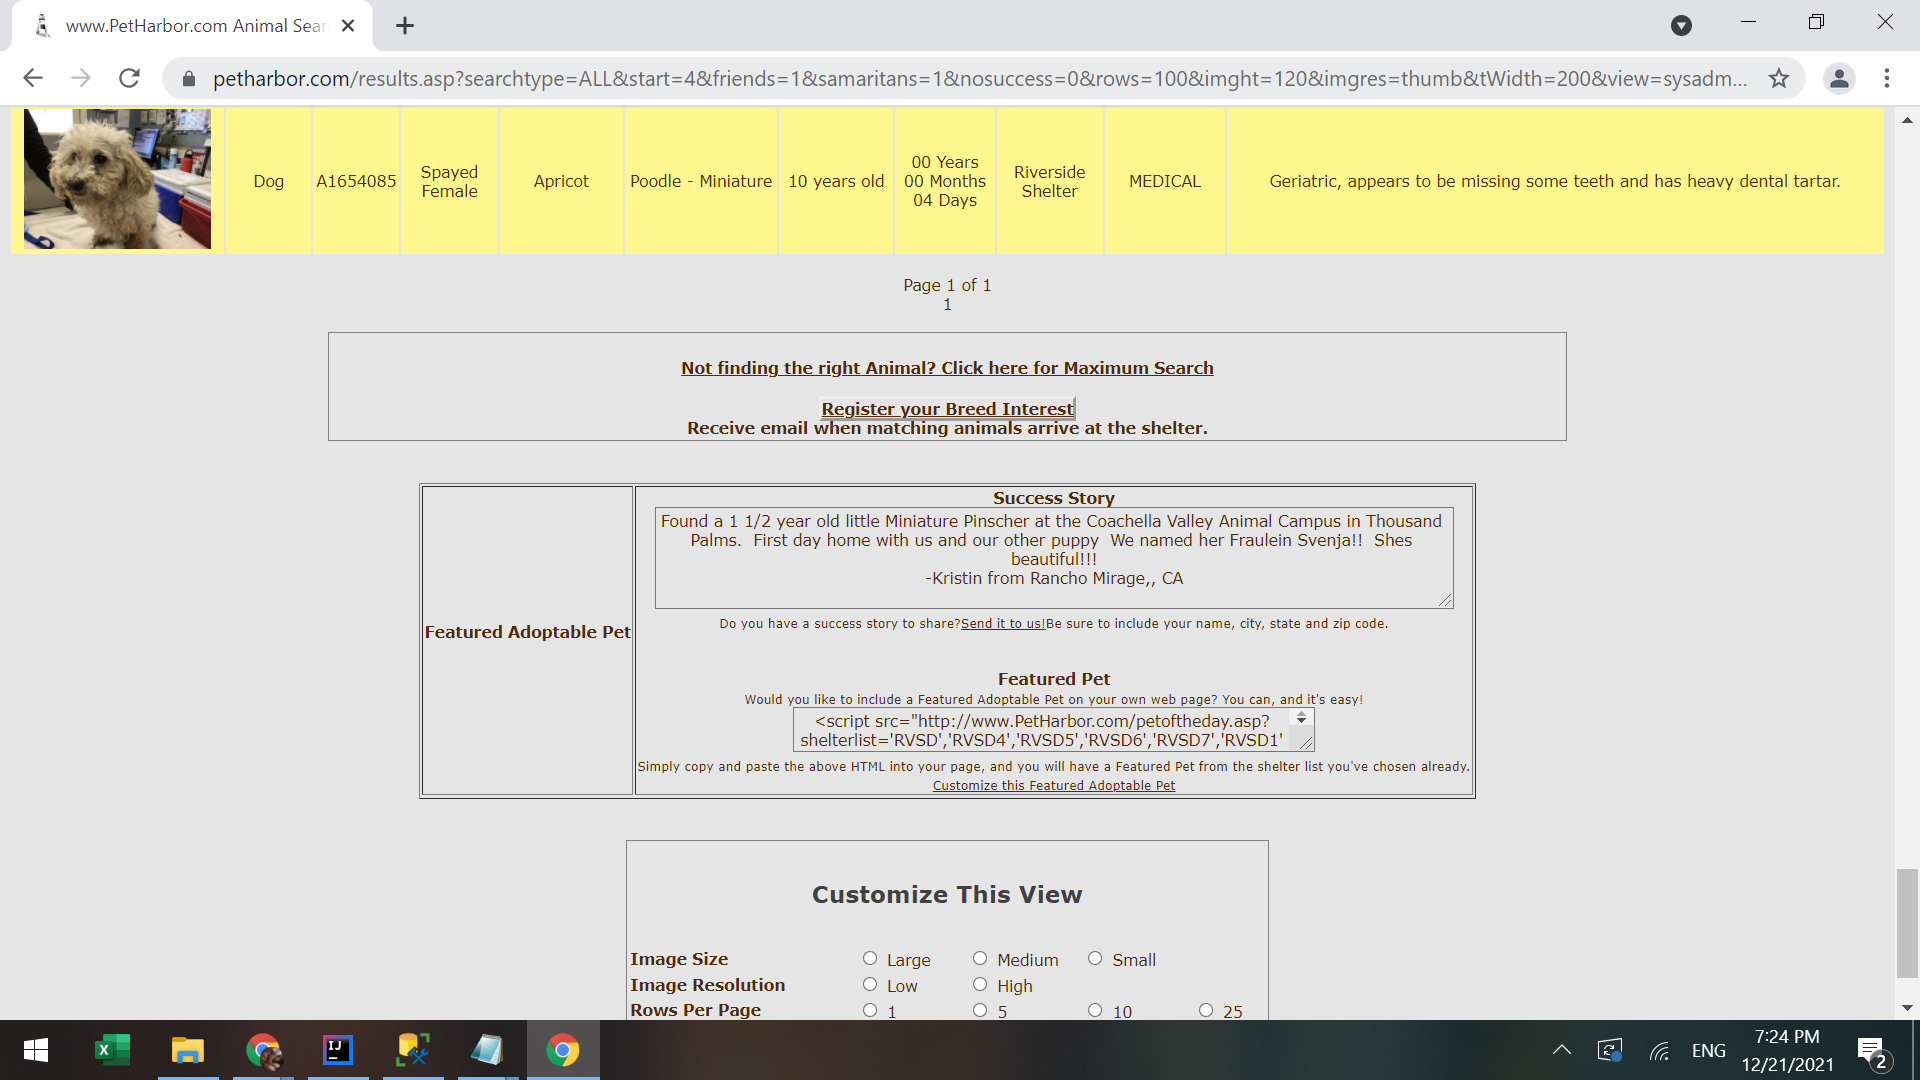 www.PetHarbor.com Animal Sear
petharbor.com/results.asp?searchtype=ALL&start=4&friends=1&samaritans=1&nosuccess=0&rows=100&imght=120&imgres=thumb&tWidth=200&view=sysadm...
Dog
A1654085
Spayed
Female
Apricot
Poodle - Miniature
10 years old
00 Years
00 Months
04 Days
Riverside
Shelter
MEDICAL
Geriatric, appears to be missing some teeth and has heavy dental tartar.
Page 1 of 1
1
Not finding the right Animal? Click here for Maximum Search
Register your Breed Interest
Receive email when matching animals arrive at the shelter.
Featured Adoptable Pet
Success Story
Found a 1 1/2 year old little Miniature Pinscher at the Coachella Valley Animal Campus in Thousand
Palms.  First day home with us and our other puppy  We named her Fraulein Svenja!!  Shes
beautiful!!!
-Kristin from Rancho Mirage,, CA
Do you have a success story to share?Send it to us!Be sure to include your name, city, state and zip code.
Featured Pet
Would you like to include a Featured Adoptable Pet on your own web page? You can, and it's easy!
<script src="http://www.PetHarbor.com/petoftheday.asp?
shelterlist='RVSD','RVSD4','RVSD5','RVSD6','RVSD7','RVSD1'
Simply copy and paste the above HTML into your page, and you will have a Featured Pet from the shelter list you've chosen already.
Customize this Featured Adoptable Pet
Customize This View
Image Size Large Medium Small
Image Resolution Low High
Rows Per Page 1 5 10 25
ENG
7:24 PM
12/21/2021
2